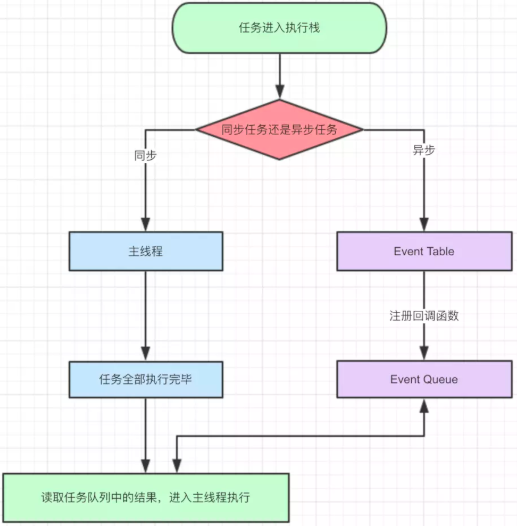 任务进入执行栈
同步任务还是异步任务
同步
异步
主线程
Event Table
注册回调函数
任务全部执行完毕
Event Queue
读取任务队列中的结果，进入主线程执行